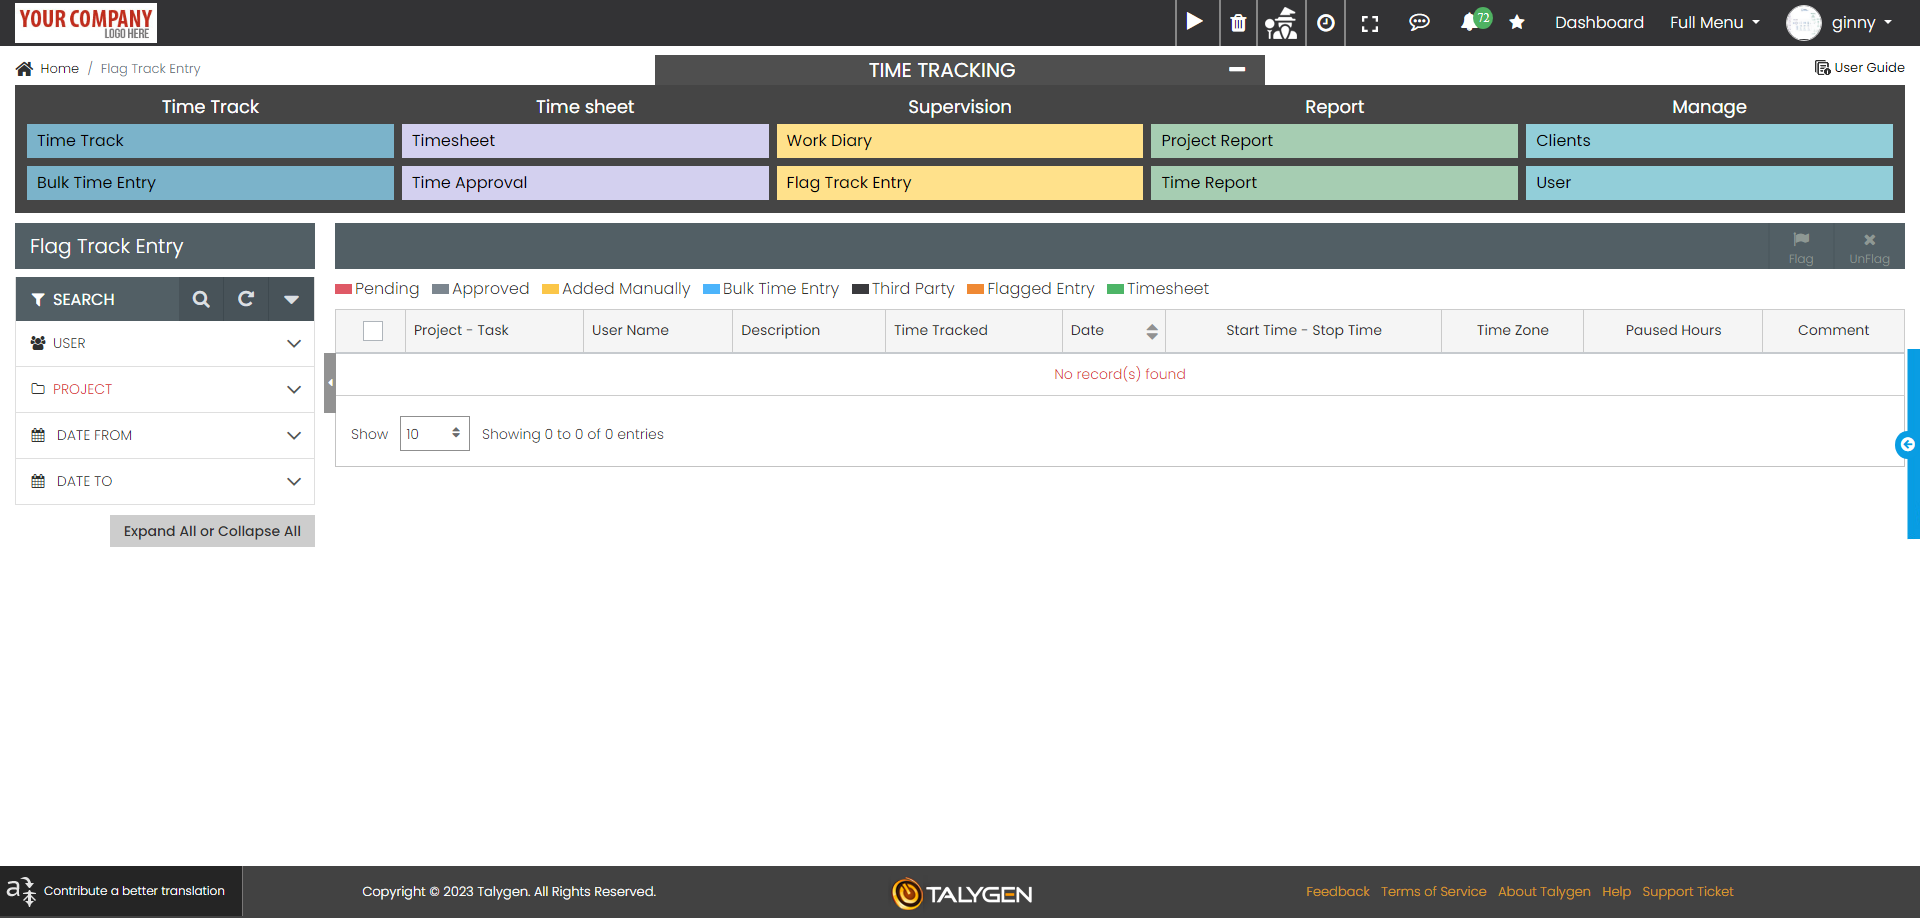 YOUR COMPANY
LOGO HERE
72
Dashboard
Full Menu
ginny
Home / Flag Track Entry
TIME TRACKING
User Guide
Time Track
Time sheet
Supervision
Report
Manage
Time Track
Timesheet
Work Diary
Project Report
Clients
Bulk Time Entry
Time Approval
Flag Track Entry
Time Report
User
Flag Track Entry
Flag
UnFlag
SEARCH
USER
PROJECT
DATE FROM
DATE TO
Expand All or Collapse All
Pending Approved Added Manually Bulk Time Entry Third Party Flagged Entry Timesheet
Project - Task
User Name
Description
Time Tracked
Date
Start Time - Stop Time
Time Zone
Paused Hours
Comment
No record(s) found
Show 10 Showing 0 to 0 of 0 entries
Contribute a better translation
Copyright © 2023 Talygen. All Rights Reserved.
TALYGEN
Feedback Terms of Service About Talygen Help Support Ticket